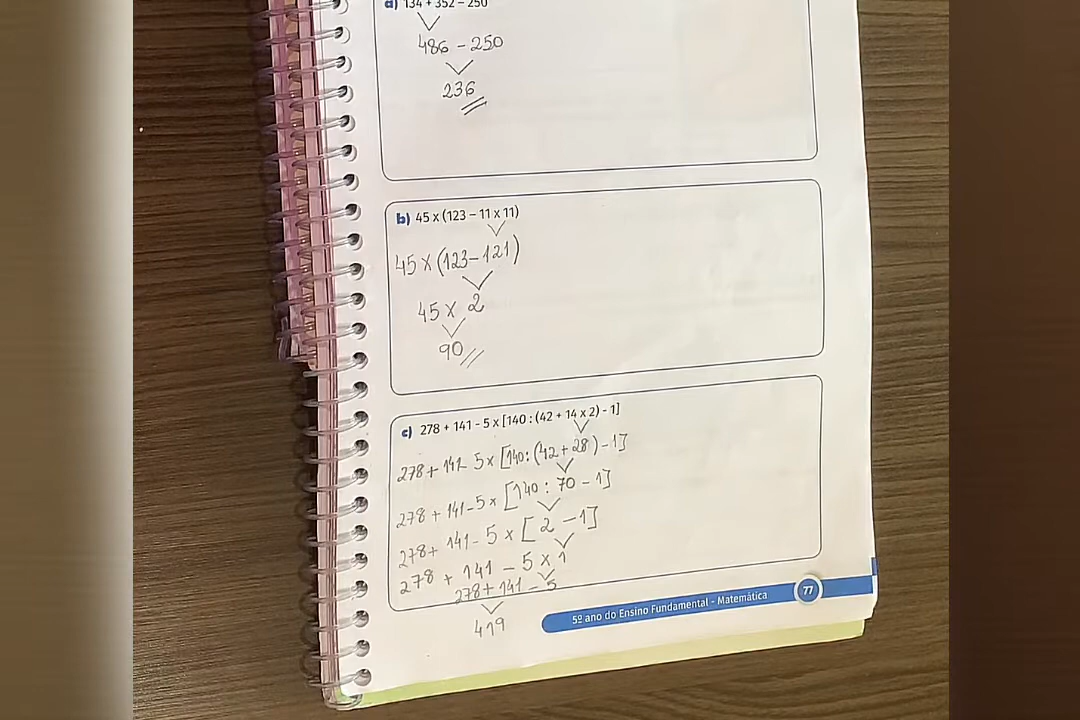 a) 134 + 352 – 250
486 – 250
236
b) 45 x (123 – 11 x 11)
45 x (123 – 121)
45 x 2
90
c) 278 + 141 - 5 x [140 : (42 + 14 x 2) - 1]
278 + 141 - 5 x [140 : (42 + 28) - 1]
278 + 141 - 5 x [140 : 70 - 1]
278 + 141 - 5 x [2 - 1]
278 + 141 - 5 x 1
278 + 141 - 5
419
5º ano do Ensino Fundamental - Matemática 77